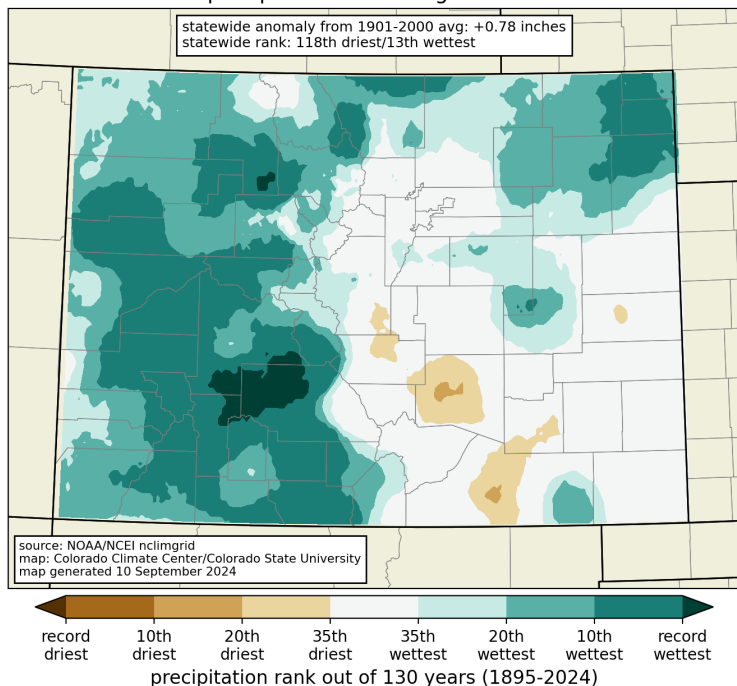 statewide anomaly from 1901-2000 avg: +0.78 inches
statewide rank: 118th driest/13th wettest
source: NOAA/NCEI nclimgrid
map: Colorado Climate Center/Colorado State University
map generated 10 September 2024
record driest
10th driest
20th driest
35th driest
35th wettest
20th wettest
10th wettest
record wettest
precipitation rank out of 130 years (1895-2024)